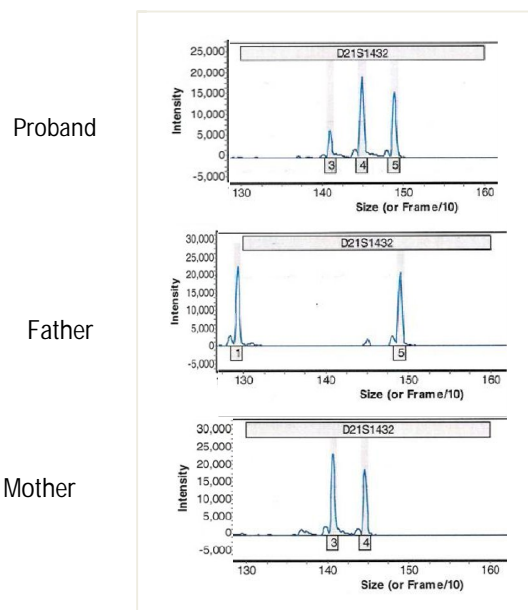 Proband
D21S1432
Intensity
25,000
20,000
15,000
10,000
5,000
0
-5,000
3 4 5
130 140 150 160
Size (or Frame/10)
Father
D21S1432
Intensity
30,000
25,000
20,000
15,000
10,000
5,000
0
-5,000
1 5
130 140 150 160
Size (or Frame/10)
Mother
D21S1432
Intensity
30,000
25,000
20,000
15,000
10,000
5,000
0
-5,000
3 4
130 140 150 160
Size (or Frame/10)